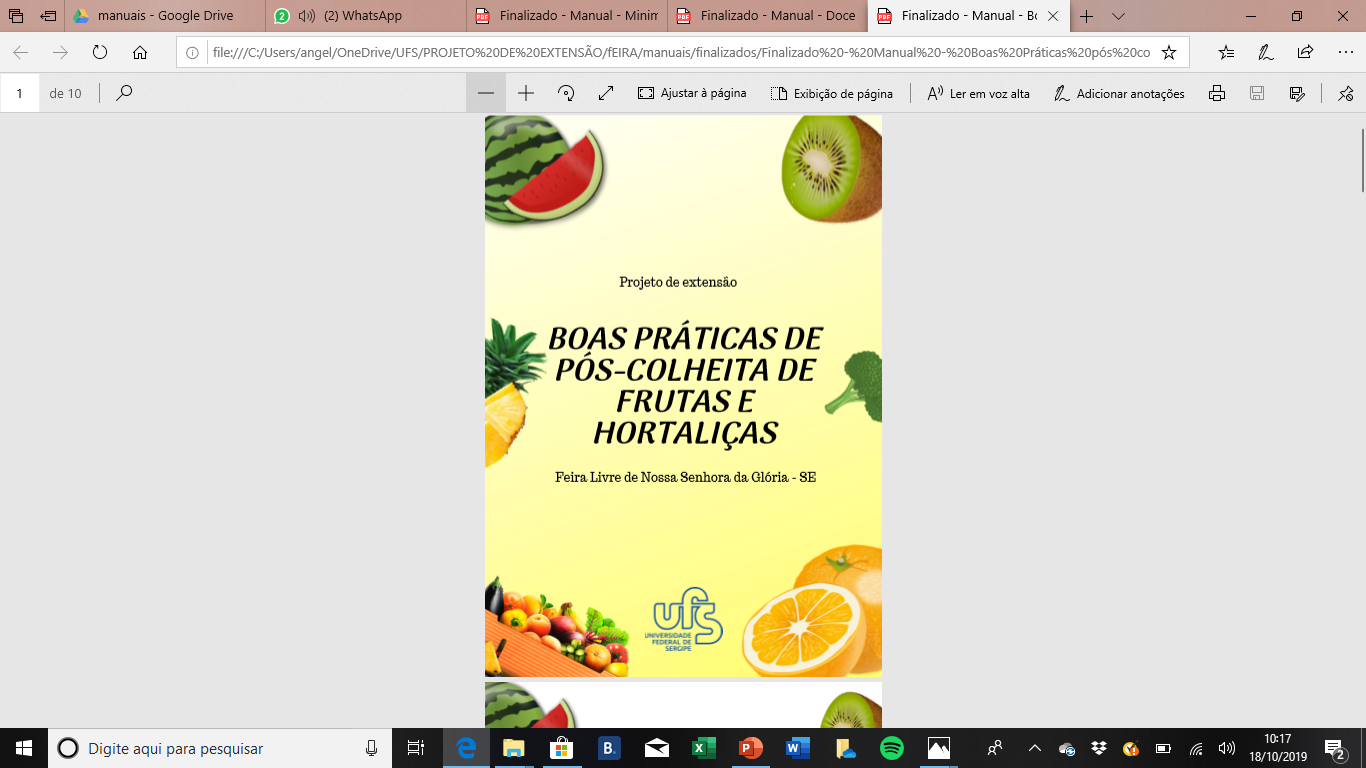 manuais - Google Drive
(2) WhatsApp
Finalizado - Manual - Minim
Finalizado - Manual - Doce
Finalizado - Manual - Bo
file:///C:/Users/angel/OneDrive/UFS/PROJETO%20DE%20EXTENSÃO/fEIRA/manuais/finalizados/Finalizado%20-%20Manual%20-%20Boas%20Práticas%20pós%20co
1
de 10
Ajustar à página
Exibição de página
Ler em voz alta
Adicionar anotações
Projeto de extensão
BOAS PRÁTICAS DE
PÓS-COLHEITA DE
FRUTAS E
HORTALIÇAS
Feira Livre de Nossa Senhora da Glória - SE
ufs
UNIVERSIDADE
FEDERAL DE
SERGIPE
Digite aqui para pesquisar
10:17
18/10/2019
2